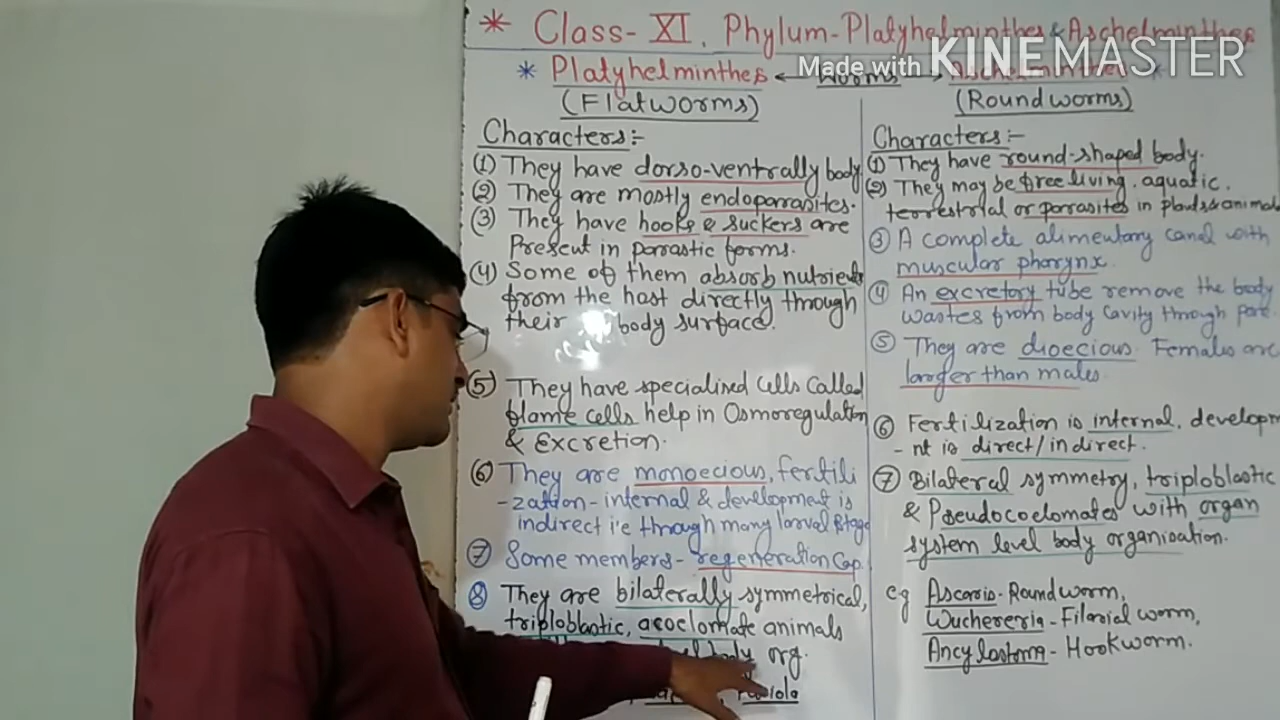 * Class-XI, Phylum-Platyhelminthes & Aschelminthes
Made with KINEMASTER
* Platyhelminthes ← Worms →
(Flatworms)
Characters:-
(1) They have dorso-ventrally body
(2) They are mostly endoparasites.
(3) They have hooks & suckers are
Present in parastic forms.
(4) Some of them absorb nutrients
from the host directly through
their body surface.
(5) They have specialized cells called
flame cells help in Osmoregulation
& Excretion.
(6) They are monoecious, fertili
-zation-internal & development is
indirect i'e through many larval stage
(7) Some members- regeneration Cap
(8) They are bilaterally symmetrical,
triploblastic, acoelomate animals
body org.
(Roundworms)
Characters:-
(1) They have round-shaped body.
(2) They may be free living, aquatic,
terrestrial or parasites in plants & animals
(3) A complete alimentary canal with
muscular pharynx.
(4) An excretory tube remove the body
wastes from body cavity through pore.
(5) They are dioecious. Females are
larger than males.
(6) Fertilization is internal, developm
-nt is direct/indirect.
(7) Bilateral symmetry, triploblastic
& Pseudocoelomates with organ
system level body organisation.
eg Ascaris-Roundworm,
Wuchereria-Filarial worm,
Ancylostoma-Hookworm.